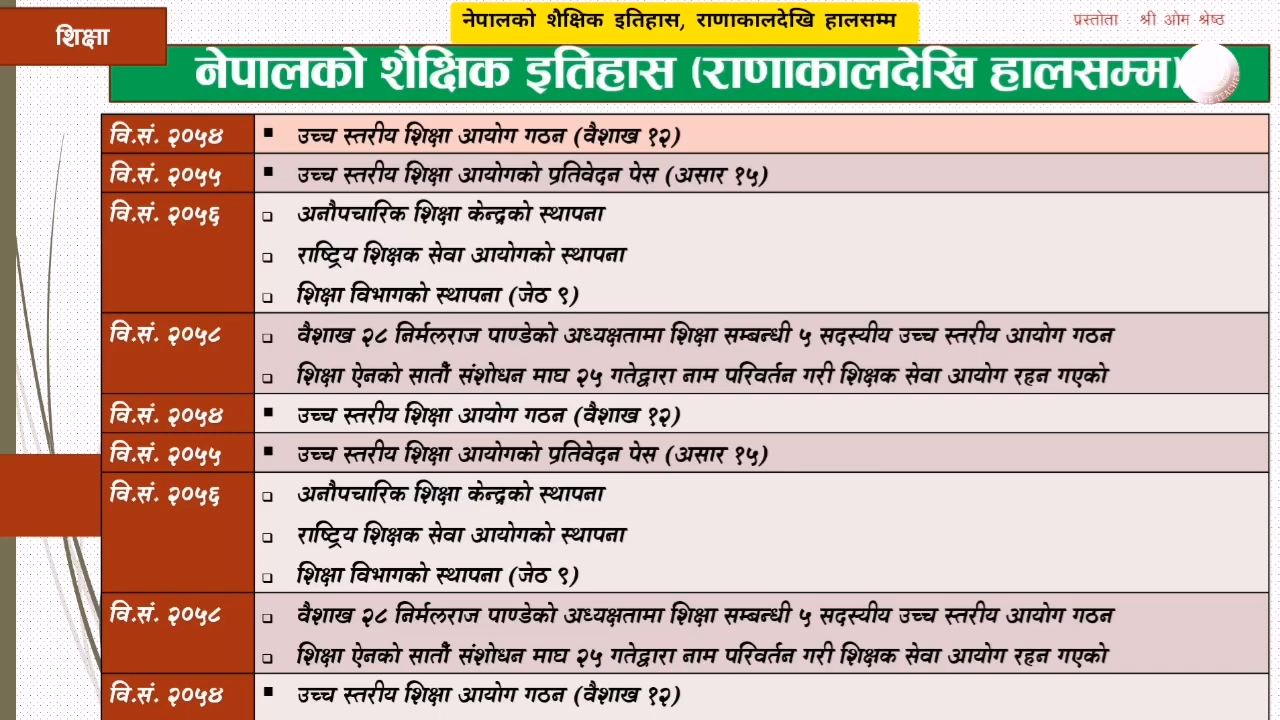 नेपालको शैक्षिक इतिहास, राणाकालदेखि हालसम्म
प्रस्तोता : श्री ओम श्रेष्ठ
शिक्षा
नेपालको शैक्षिक इतिहास (राणाकालदेखि हालसम्म)
वि.सं. २०५४ ▪ उच्च स्तरीय शिक्षा आयोग गठन (वैशाख १२)
वि.सं. २०५५ ▪ उच्च स्तरीय शिक्षा आयोगको प्रतिवेदन पेस (असार १५)
वि.सं. २०५६ ❑ अनौपचारिक शिक्षा केन्द्रको स्थापना
❑ राष्ट्रिय शिक्षक सेवा आयोगको स्थापना
❑ शिक्षा विभागको स्थापना (जेठ ९)
वि.सं. २०५८ ❑ वैशाख २८ निर्मलराज पाण्डेको अध्यक्षतामा शिक्षा सम्बन्धी ५ सदस्यीय उच्च स्तरीय आयोग गठन
❑ शिक्षा ऐनको सातौँ संशोधन माघ २५ गतेद्वारा नाम परिवर्तन गरी शिक्षक सेवा आयोग रहन गएको
वि.सं. २०५४ ▪ उच्च स्तरीय शिक्षा आयोग गठन (वैशाख १२)
वि.सं. २०५५ ▪ उच्च स्तरीय शिक्षा आयोगको प्रतिवेदन पेस (असार १५)
वि.सं. २०५६ ❑ अनौपचारिक शिक्षा केन्द्रको स्थापना
❑ राष्ट्रिय शिक्षक सेवा आयोगको स्थापना
❑ शिक्षा विभागको स्थापना (जेठ ९)
वि.सं. २०५८ ❑ वैशाख २८ निर्मलराज पाण्डेको अध्यक्षतामा शिक्षा सम्बन्धी ५ सदस्यीय उच्च स्तरीय आयोग गठन
❑ शिक्षा ऐनको सातौँ संशोधन माघ २५ गतेद्वारा नाम परिवर्तन गरी शिक्षक सेवा आयोग रहन गएको
वि.सं. २०५४ ▪ उच्च स्तरीय शिक्षा आयोग गठन (वैशाख १२)